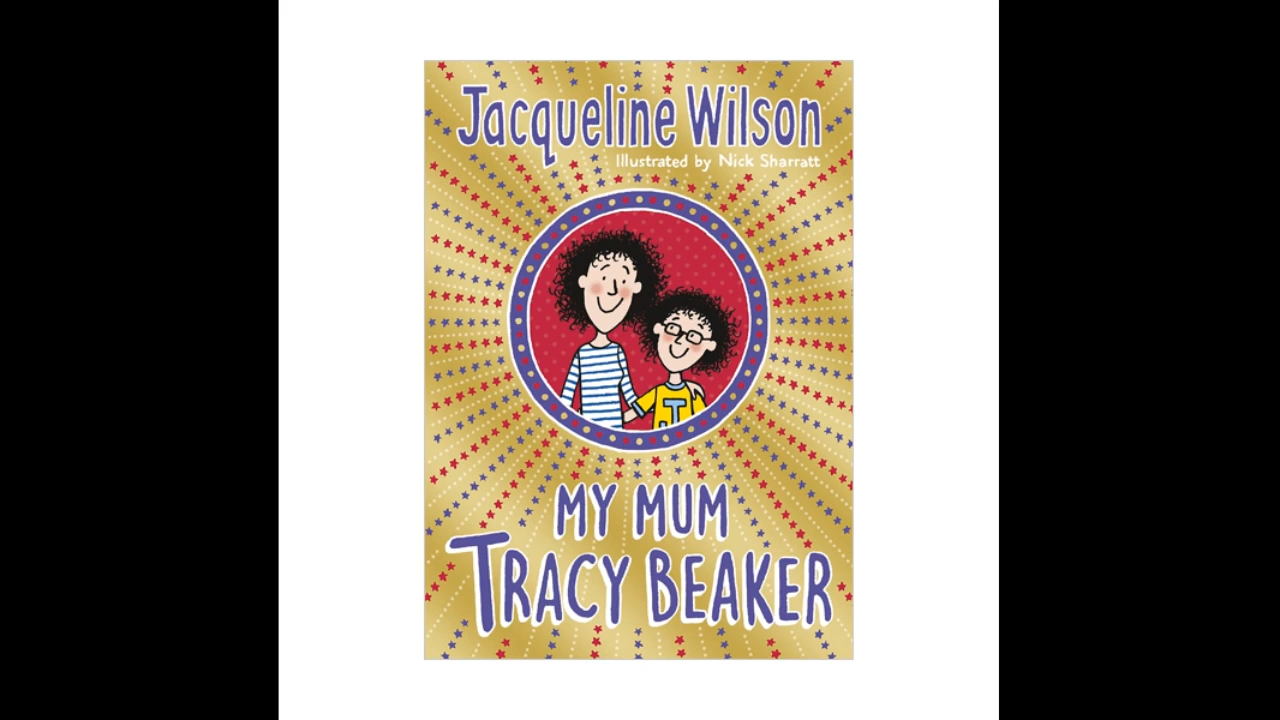 Jacqueline Wilson
Illustrated by Nick Sharratt
J
MY MUM
TRACY BEAKER